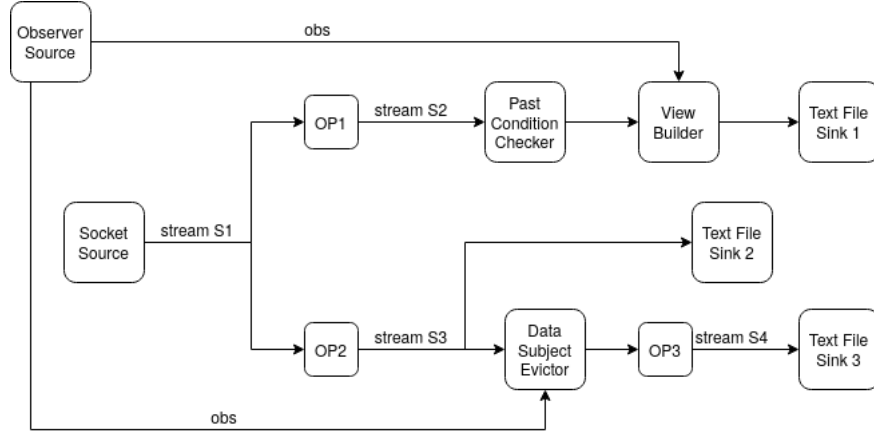 Observer
Source
obs
OP1
stream S2
Past
Condition
Checker
View
Builder
Text File
Sink 1
Socket
Source
stream S1
Text File
Sink 2
OP2
stream S3
Data
Subject
Evictor
OP3
stream S4
Text File
Sink 3
obs